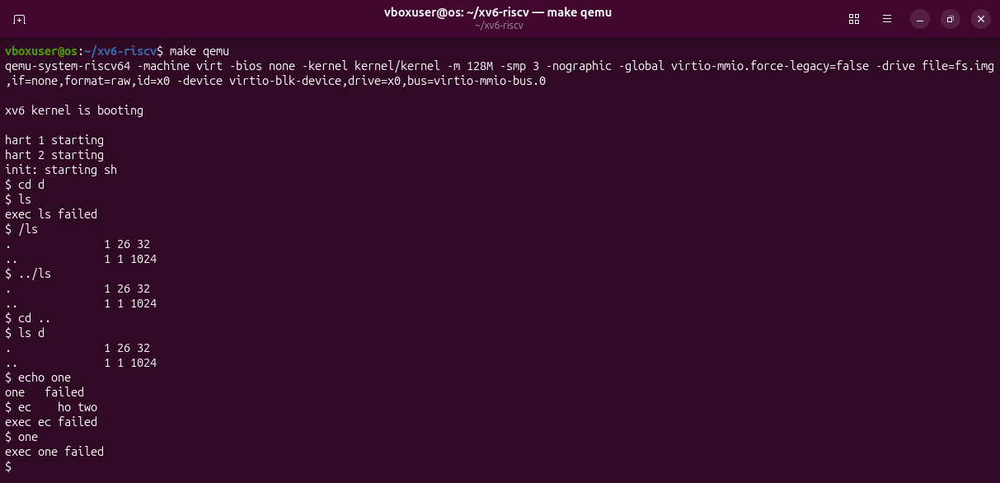 vboxuser@os: ~/xv6-riscv — make qemu
~/xv6-riscv
vboxuser@os:~/xv6-riscv$ make qemu
qemu-system-riscv64 -machine virt -bios none -kernel kernel/kernel -m 128M -smp 3 -nographic -global virtio-mmio.force-legacy=false -drive file=fs.img
,if=none,format=raw,id=x0 -device virtio-blk-device,drive=x0,bus=virtio-mmio-bus.0
xv6 kernel is booting
hart 1 starting
hart 2 starting
init: starting sh
$ cd d
$ ls
exec ls failed
$ /ls
.              1 26 32
..             1 1 1024
$ ../ls
.              1 26 32
..             1 1 1024
$ cd ..
$ ls d
.              1 26 32
..             1 1 1024
$ echo one
one   failed
$ ec    ho two
exec ec failed
$ one
exec one failed
$